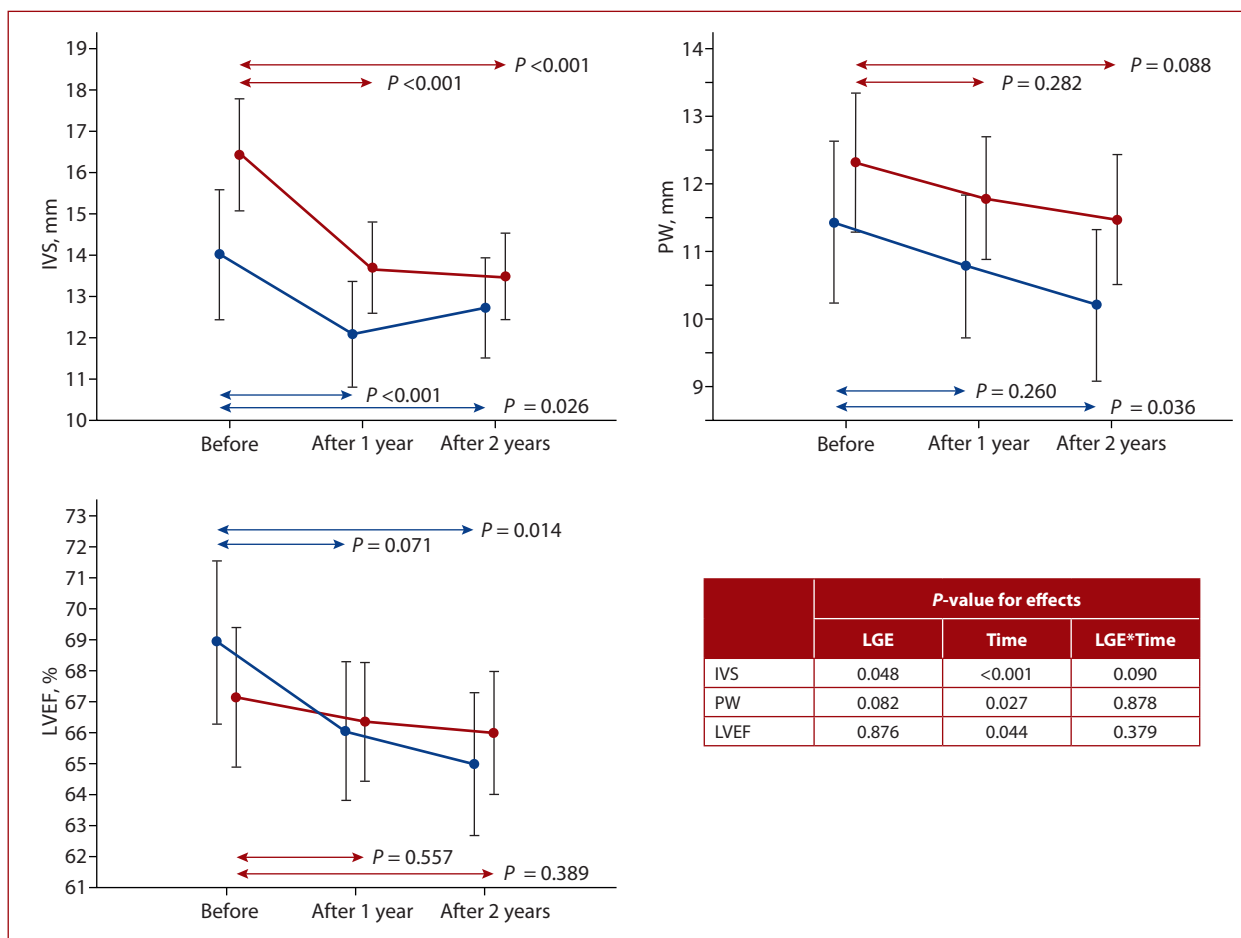 IVS, mm
19
18
17
16
15
14
13
12
11
10
P <0.001
P <0.001
P <0.001
P = 0.026
Before
After 1 year
After 2 years
PW, mm
14
13
12
11
10
9
P = 0.088
P = 0.282
P = 0.260
P = 0.036
Before
After 1 year
After 2 years
LVEF, %
73
72
71
70
69
68
67
66
65
64
63
62
61
P = 0.014
P = 0.071
P = 0.557
P = 0.389
Before
After 1 year
After 2 years
P-value for effects
LGE Time LGE*Time
IVS 0.048 <0.001 0.090
PW 0.082 0.027 0.878
LVEF 0.876 0.044 0.379